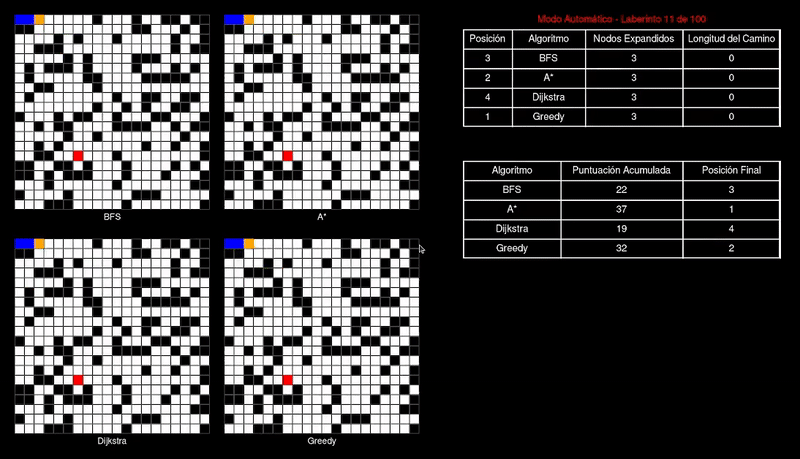 Modo Automático - Laberinto 11 de 100
Posición Algoritmo Nodos Expandidos Longitud del Camino
3 BFS 3 0
2 A* 3 0
4 Dijkstra 3 0
1 Greedy 3 0
Algoritmo Puntuación Acumulada Posición Final
BFS 22 3
A* 37 1
Dijkstra 19 4
Greedy 32 2
BFS A*
Dijkstra Greedy